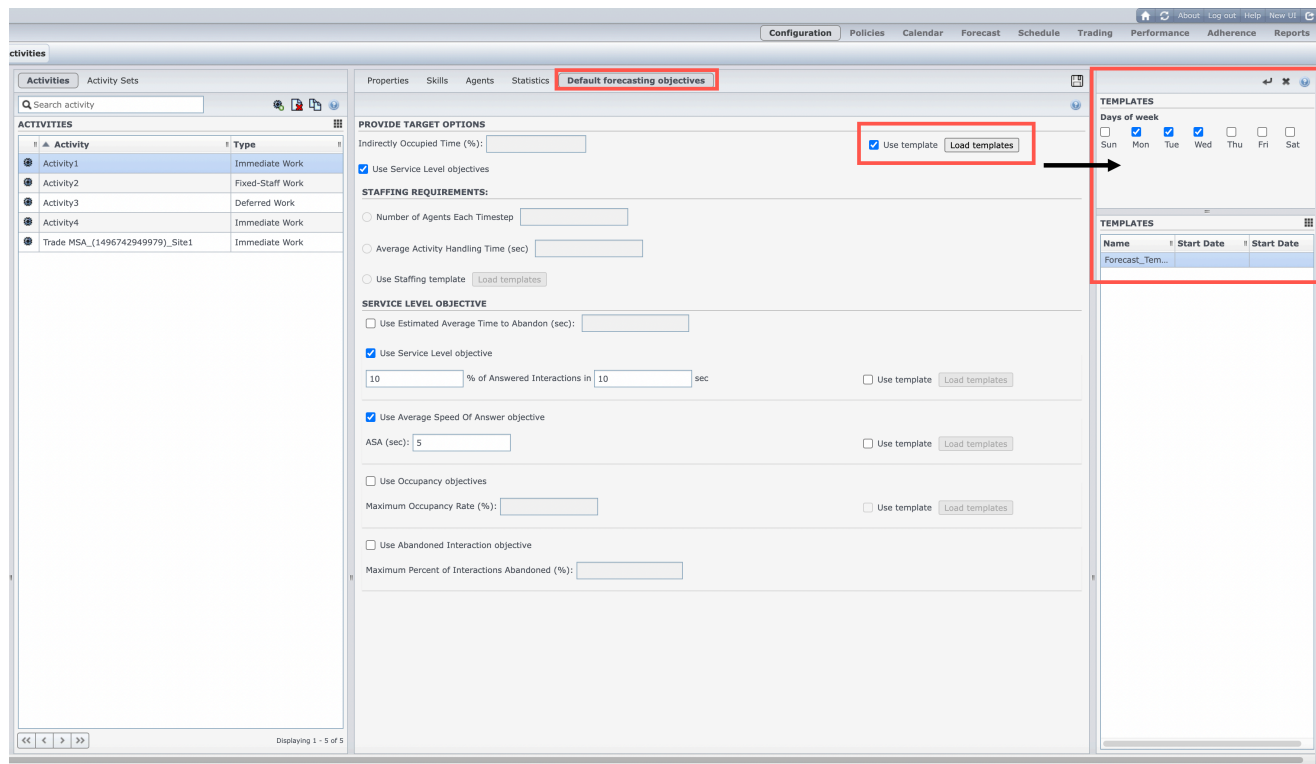 About Log out Help New UI
Configuration Policies Calendar Forecast Schedule Trading Performance Adherence Reports
ctivities
Activities Activity Sets
Search activity
ACTIVITIES
Activity Type
Activity1 Immediate Work
Activity2 Fixed-Staff Work
Activity3 Deferred Work
Activity4 Immediate Work
Trade MSA_(1496742949979)_Site1 Immediate Work
<< < > >> Displaying 1 - 5 of 5
Properties Skills Agents Statistics Default forecasting objectives
PROVIDE TARGET OPTIONS
Indirectly Occupied Time (%): Use template Load templates
Use Service Level objectives
STAFFING REQUIREMENTS:
Number of Agents Each Timestep
Average Activity Handling Time (sec)
Use Staffing template Load templates
SERVICE LEVEL OBJECTIVE
Use Estimated Average Time to Abandon (sec):
Use Service Level objective
10 % of Answered Interactions in 10 sec Use template Load templates
Use Average Speed Of Answer objective
ASA (sec): 5 Use template Load templates
Use Occupancy objectives
Maximum Occupancy Rate (%): Use template Load templates
Use Abandoned Interaction objective
Maximum Percent of Interactions Abandoned (%):
TEMPLATES
Days of week
Sun Mon Tue Wed Thu Fri Sat
TEMPLATES
Name Start Date Start Date
Forecast_Tem...